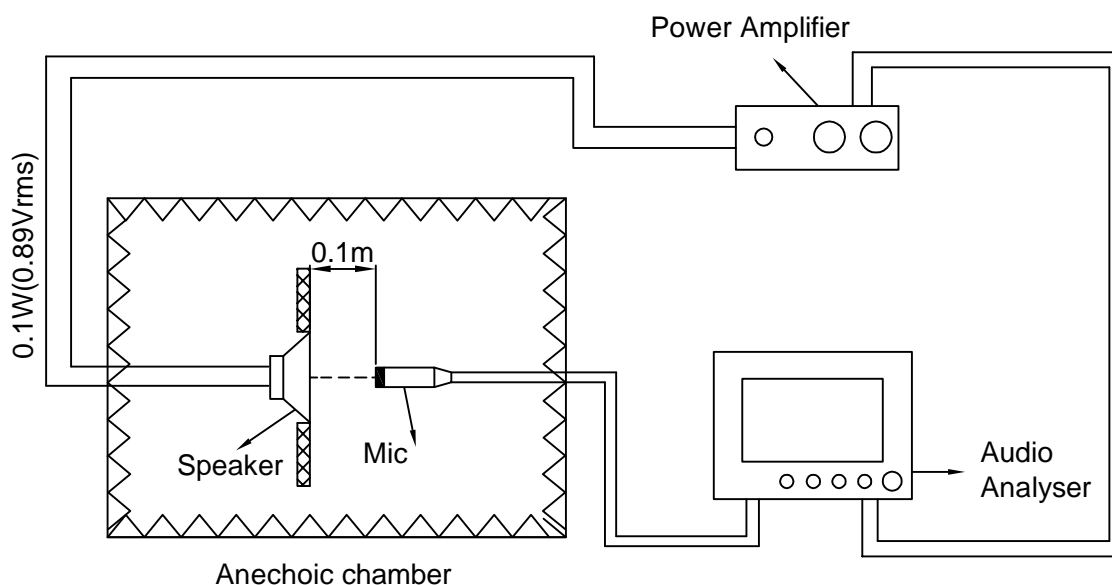 Power Amplifier
0.1W(0.89Vrms)
0.1m
Speaker
Mic
Audio
Analyser
Anechoic chamber